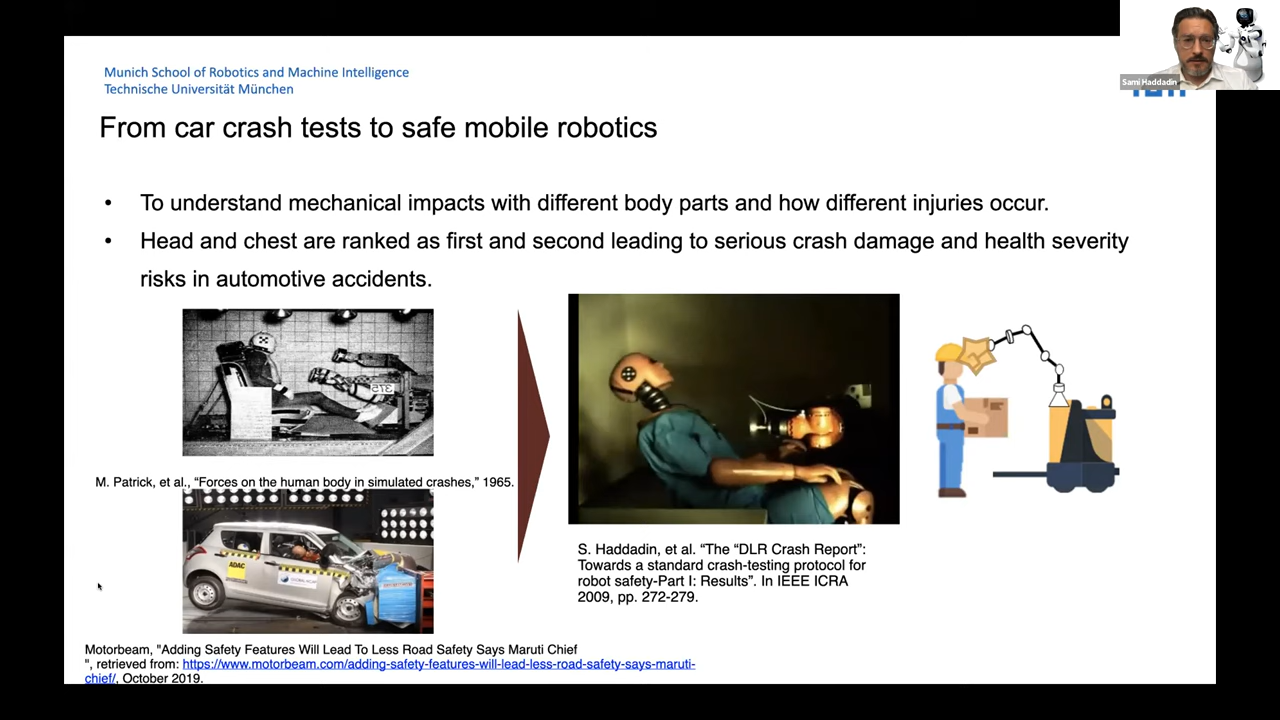 Sami Haddadin
Munich School of Robotics and Machine Intelligence
Technische Universität München
From car crash tests to safe mobile robotics
• To understand mechanical impacts with different body parts and how different injuries occur.
• Head and chest are ranked as first and second leading to serious crash damage and health severity
risks in automotive accidents.
M. Patrick, et al., “Forces on the human body in simulated crashes,” 1965.
ADAC
S. Haddadin, et al. “The “DLR Crash Report”:
Towards a standard crash-testing protocol for
robot safety-Part I: Results”. In IEEE ICRA
2009, pp. 272-279.
Motorbeam, "Adding Safety Features Will Lead To Less Road Safety Says Maruti Chief
", retrieved from: https://www.motorbeam.com/adding-safety-features-will-lead-less-road-safety-says-maruti-
chief/, October 2019.